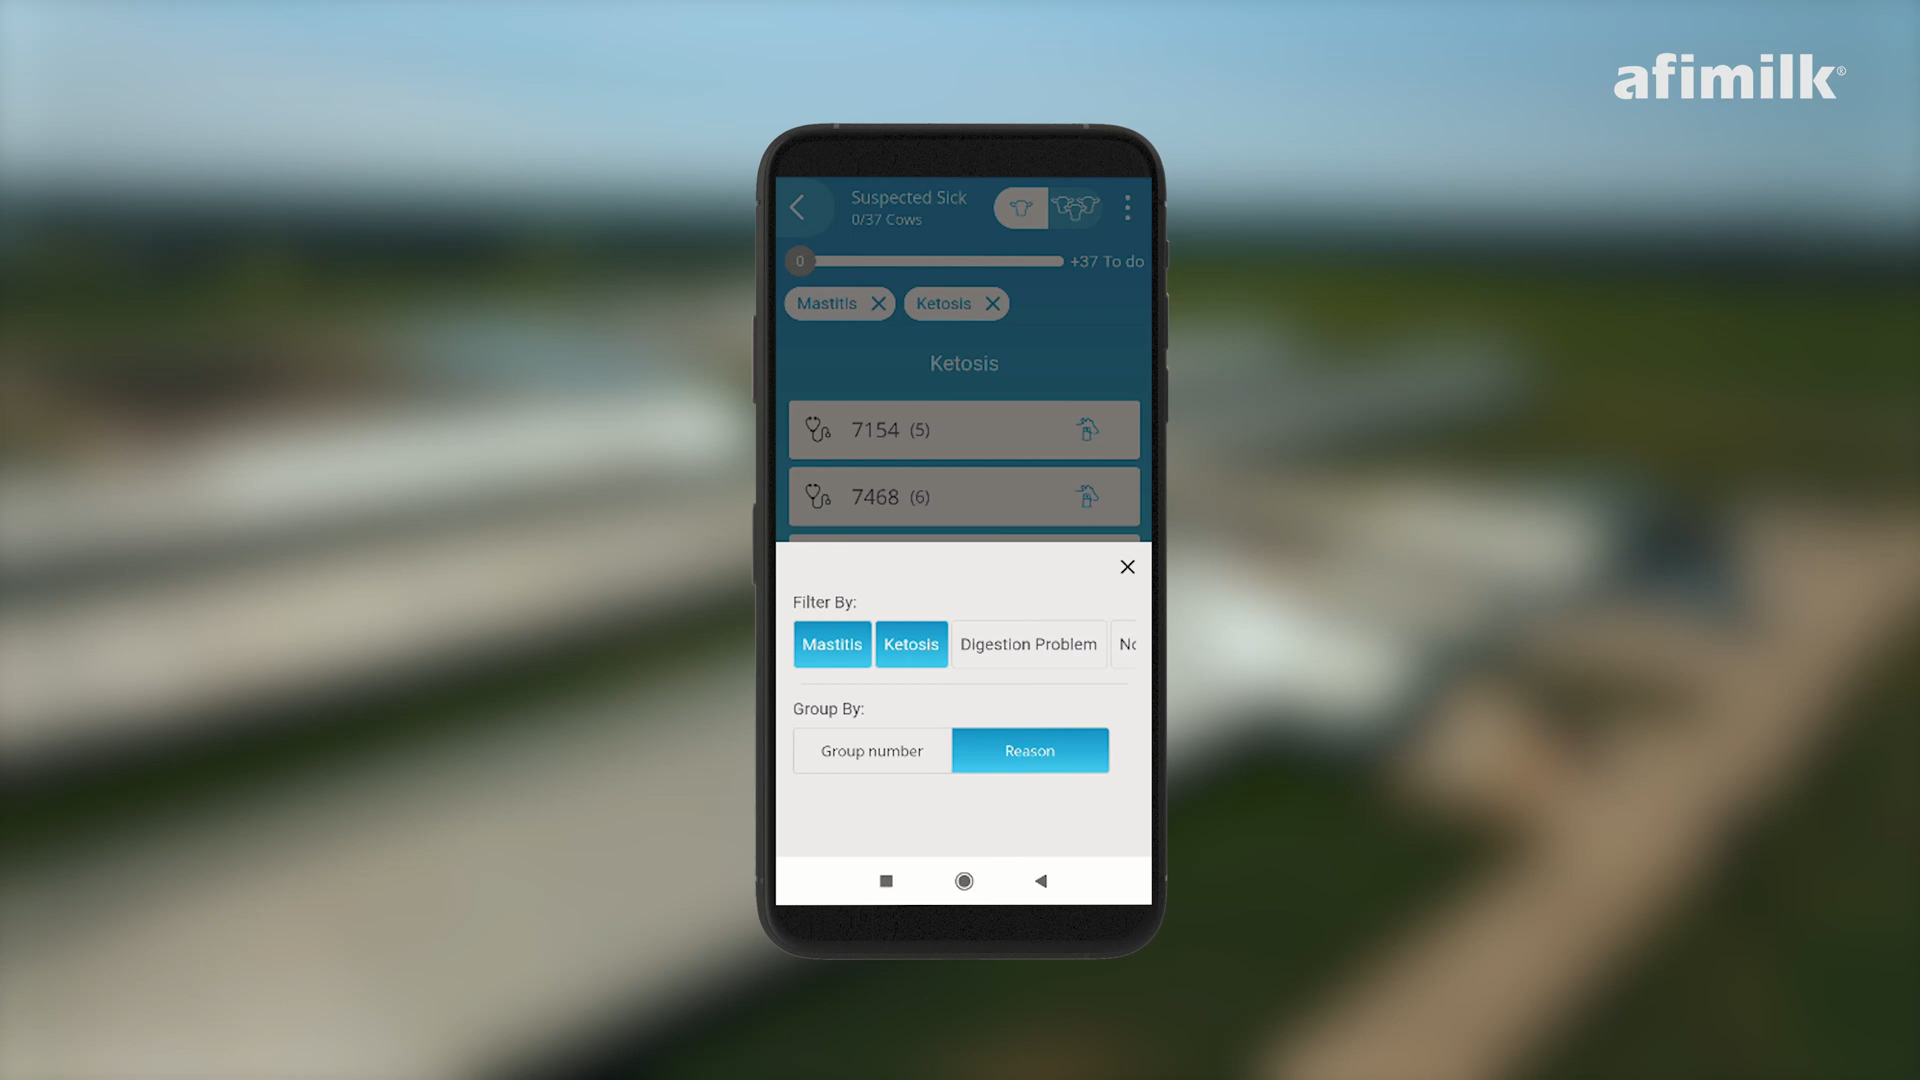 afimilk®
Suspected Sick
0/37 Cows
0
+37 To do
Mastitis
Ketosis
Ketosis
7154 (5)
7468 (6)
Filter By:
Mastitis
Ketosis
Digestion Problem
Group By:
Group number
Reason